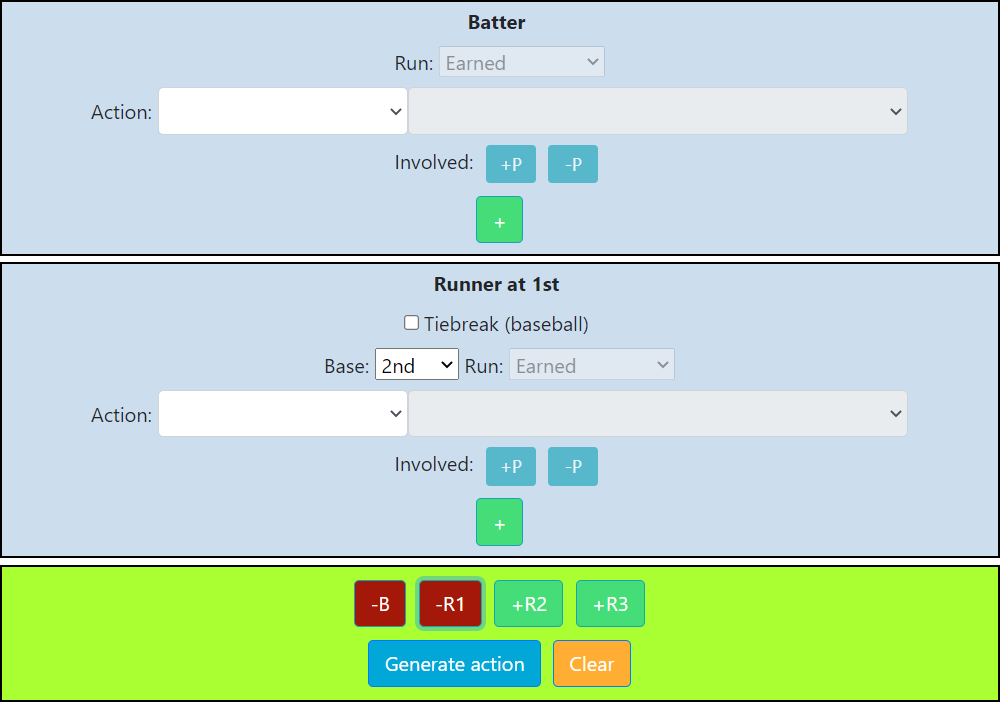 Batter
Run: Earned
Action:
Involved: +P -P
+
Runner at 1st
Tiebreak (baseball)
Base: 2nd Run: Earned
Action:
Involved: +P -P
+
-B -R1 +R2 +R3
Generate action Clear